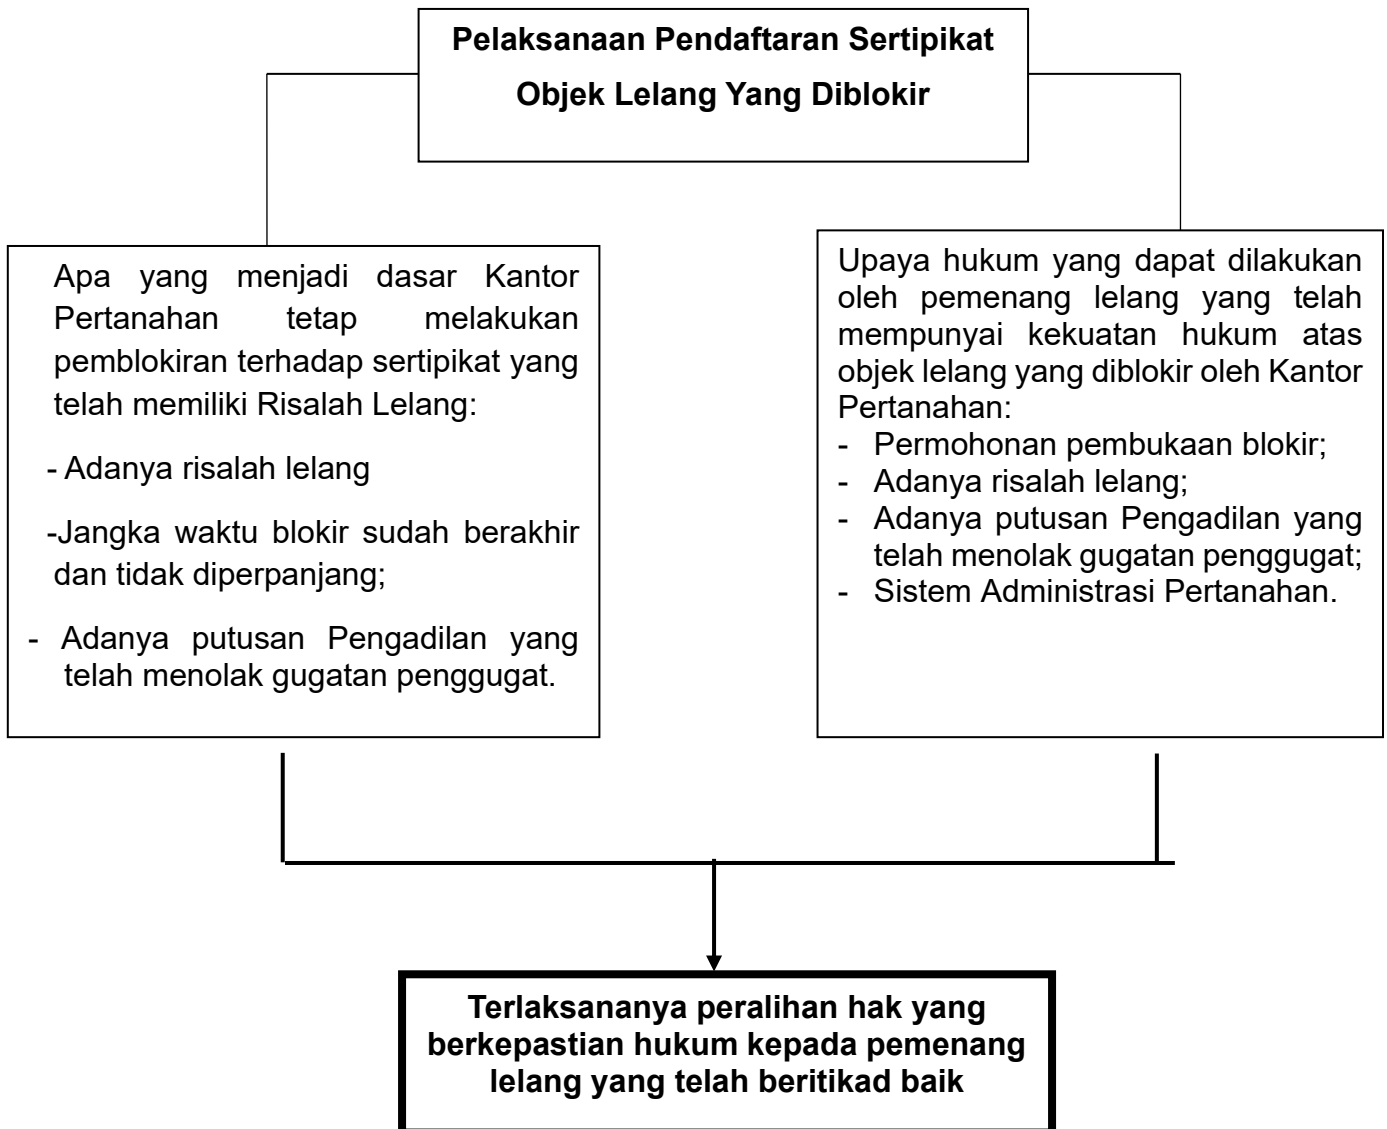 Pelaksanaan Pendaftaran Sertipikat
Objek Lelang Yang Diblokir
Apa yang menjadi dasar Kantor
Pertanahan tetap melakukan
pemblokiran terhadap sertipikat yang
telah memiliki Risalah Lelang:
- Adanya risalah lelang
-Jangka waktu blokir sudah berakhir
dan tidak diperpanjang;
- Adanya putusan Pengadilan yang
telah menolak gugatan penggugat.
Upaya hukum yang dapat dilakukan
oleh pemenang lelang yang telah
mempunyai kekuatan hukum atas
objek lelang yang diblokir oleh Kantor
Pertanahan:
- Permohonan pembukaan blokir;
- Adanya risalah lelang;
- Adanya putusan Pengadilan yang
telah menolak gugatan penggugat;
- Sistem Administrasi Pertanahan.
Terlaksananya peralihan hak yang
berkepastian hukum kepada pemenang
lelang yang telah beritikad baik